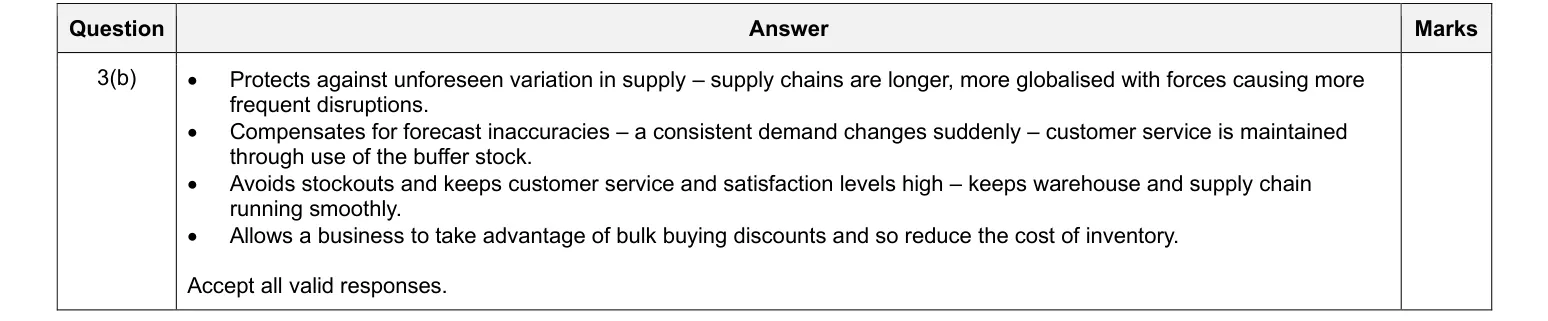 Question Answer Marks
3(b)
• Protects against unforeseen variation in supply – supply chains are longer, more globalised with forces causing more
frequent disruptions.
• Compensates for forecast inaccuracies – a consistent demand changes suddenly – customer service is maintained
through use of the buffer stock.
• Avoids stockouts and keeps customer service and satisfaction levels high – keeps warehouse and supply chain
running smoothly.
• Allows a business to take advantage of bulk buying discounts and so reduce the cost of inventory.
Accept all valid responses.